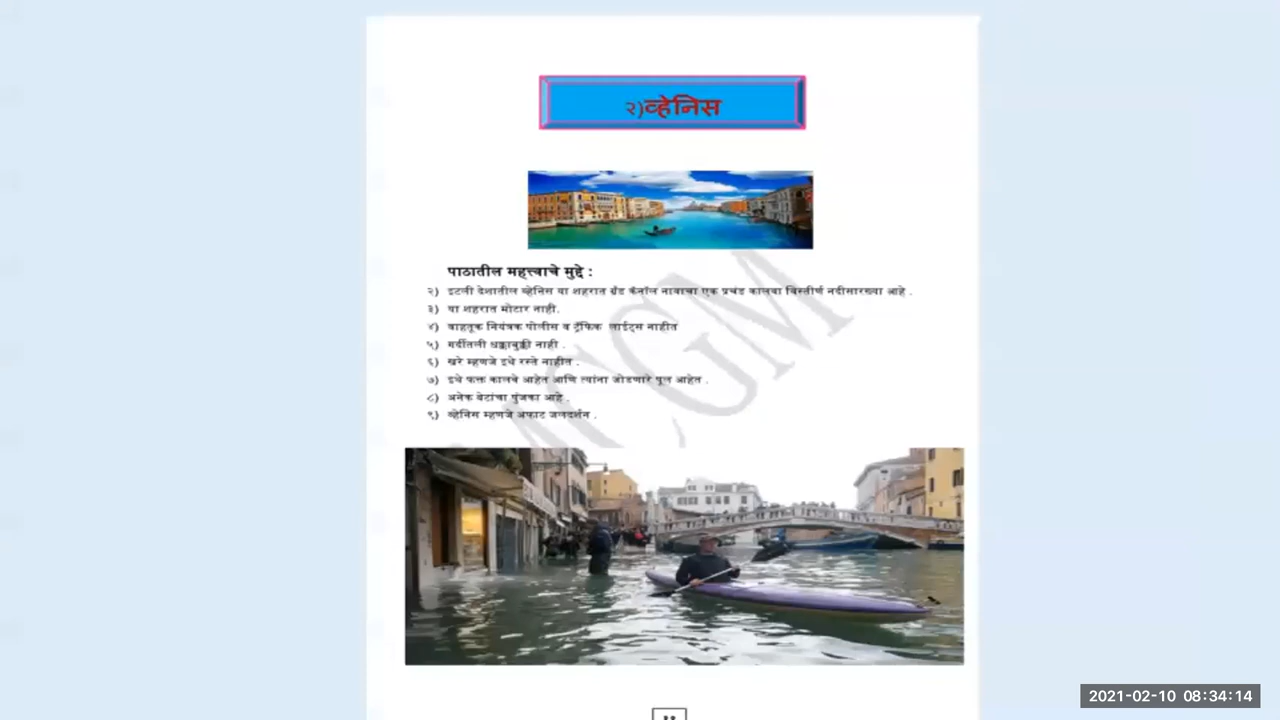 २)व्हेनिस
पाठातील महत्त्वाचे मुद्दे :
२) इटली देशातील व्हेनिस या शहरात ग्रँड कॅनॉल नावाचा एक प्रचंड कालवा विस्तीर्ण नदीसारखा आहे .
३) या शहरात मोटार नाही.
४) वाहतूक नियंत्रक पोलीस व ट्रॅफिक लाईट्स नाहीत
५) गर्दीतली धक्काबुक्की नाही .
६) खरे म्हणजे इथे रस्ते नाहीत .
७) इथे फक्त कालवे आहेत आणि त्यांना जोडणारे पूल आहेत .
८) अनेक बेटांचा पुंजका आहे .
९) व्हेनिस म्हणजे अफाट जलदर्शन .
MCGM
2021-02-10 08:34:14